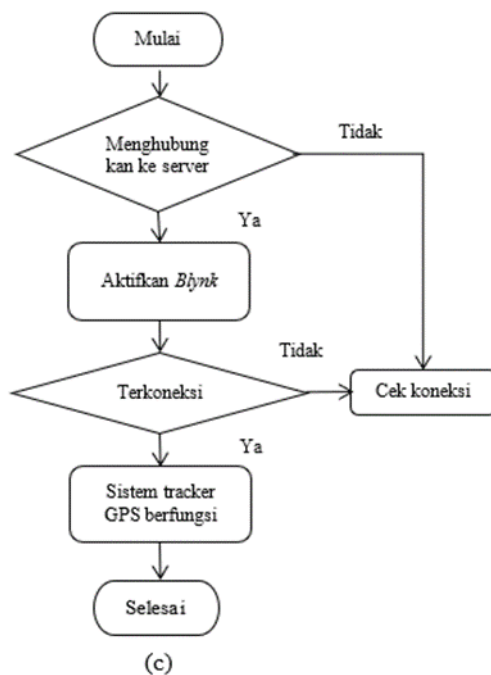 Mulai
Menghubung
kan ke server
Tidak
Ya
Aktifkan Blynk
Tidak
Terkoneksi
Cek koneksi
Ya
Sistem tracker
GPS berfungsi
Selesai
(c)